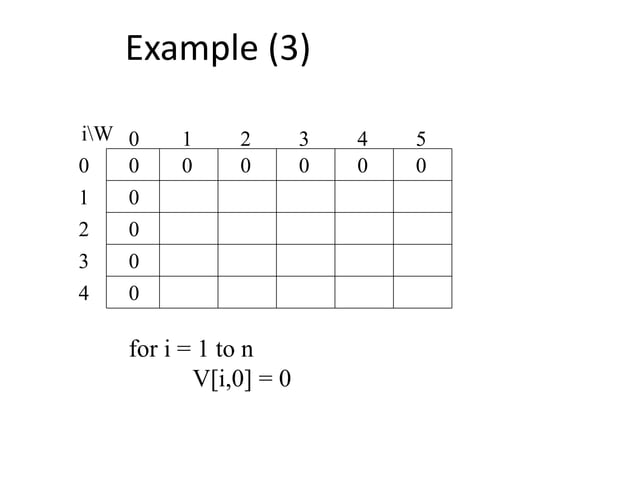 Example (3)
i\W 0 1 2 3 4 5
0 0 0 0 0 0 0
1 0
2 0
3 0
4 0
for i = 1 to n
V[i,0] = 0